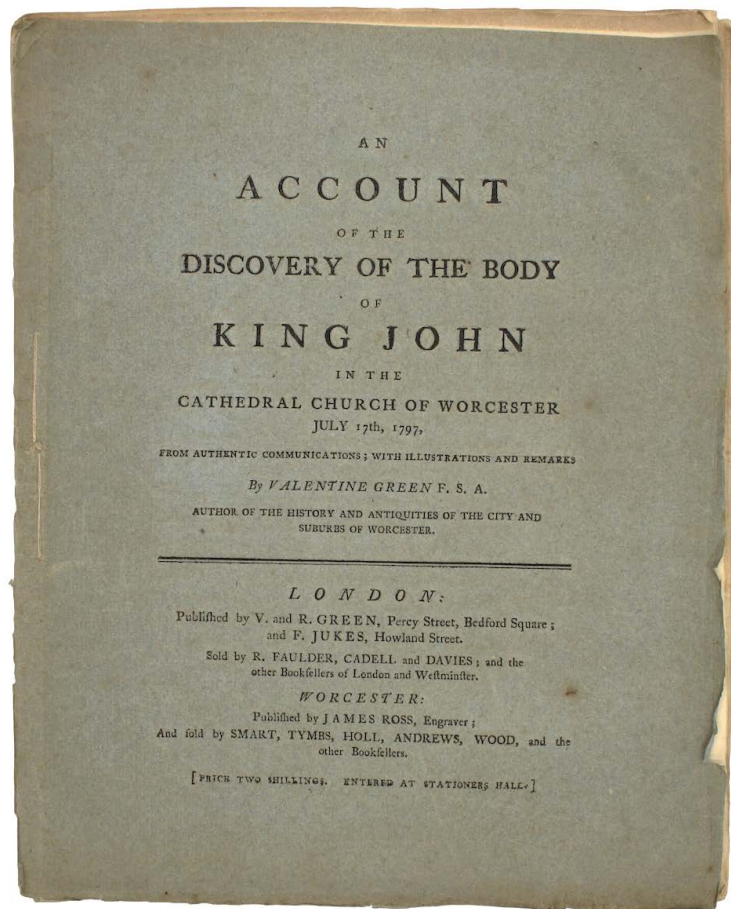 AN
ACCOUNT
OF THE
DISCOVERY OF THE BODY
OF
KING JOHN
IN THE
CATHEDRAL CHURCH OF WORCESTER
JULY 17th, 1797,
FROM AUTHENTIC COMMUNICATIONS; WITH ILLUSTRATIONS AND REMARKS
By VALENTINE GREEN F. S. A.
AUTHOR OF THE HISTORY AND ANTIQUITIES OF THE CITY AND
SUBURBS OF WORCESTER.
LONDON:
Publiſhed by V. and R. GREEN, Percy Street, Bedford Square;
and F. JUKES, Howland Street.
Sold by R. FAULDER, CADELL and DAVIES; and the
other Bookſellers of London and Weſtminſter.
WORCESTER:
Publiſhed by JAMES ROSS, Engraver;
And ſold by SMART, TYMBS, HOLL, ANDREWS, WOOD, and the
other Bookſellers.
[PRICE TWO SHILLINGS. ENTERED AT STATIONERS HALL.]